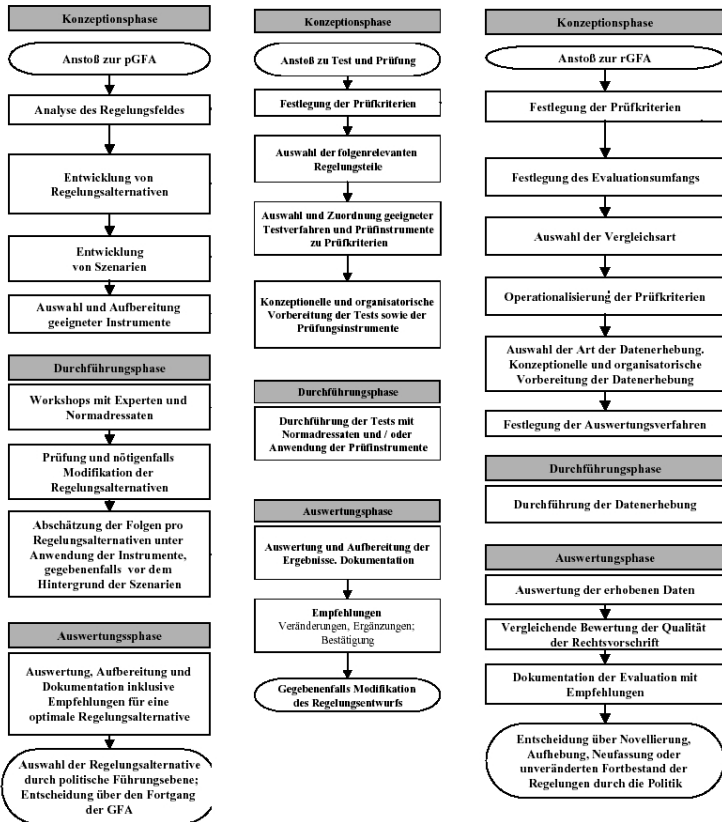 Konzeptionsphase
Anstoß zur pGFA
Analyse des Regelungsfeldes
Entwicklung von
Regelungsalternativen
Entwicklung
von Szenarien
Auswahl und Aufbereitung
geeigneter Instrumente
Durchführungsphase
Workshops mit Experten und
Normadressaten
Prüfung und nötigenfalls
Modifikation der
Regelungsalternativen
Abschätzung der Folgen pro
Regelungsalternativen unter
Anwendung der Instrumente,
gegebenenfalls vor dem
Hintergrund der Szenarien
Auswertungssphase
Auswertung, Aufbereitung und
Dokumentation inklusive
Empfehlungen für eine
optimale Regelungsalternative
Auswahl der Regelungsalternative
durch politische Führungsebene;
Entscheidung über den Fortgang
der GFA
Konzeptionsphase
Anstoß zu Test und Prüfung
Festlegung der Prüfkriterien
Auswahl der folgenrelevanten
Regelungsteile
Auswahl und Zuordnung geeigneter
Testverfahren und Prüfinstrumente
zu Prüfkriterien
Konzeptionelle und organisatorische
Vorbereitung der Tests sowie der
Prüfungsinstrumente
Durchführungsphase
Durchführung der Tests mit
Normadressaten und / oder
Anwendung der Prüfinstrumente
Auswertungsphase
Auswertung und Aufbereitung der
Ergebnisse. Dokumentation
Empfehlungen
Veränderungen, Ergänzungen;
Bestätigung
Gegebenenfalls Modifikation
des Regelungsentwurfs
Konzeptionsphase
Anstoß zur rGFA
Festlegung der Prüfkriterien
Festlegung des Evaluationsumfangs
Auswahl der Vergleichsart
Operationalisierung der Prüfkriterien
Auswahl der Art der Datenerhebung.
Konzeptionelle und organisatorische
Vorbereitung der Datenerhebung
Festlegung der Auswertungsverfahren
Durchführungsphase
Durchführung der Datenerhebung
Auswertungsphase
Auswertung der erhobenen Daten
Vergleichende Bewertung der Qualität
der Rechtsvorschrift
Dokumentation der Evaluation mit
Empfehlungen
Entscheidung über Novellierung,
Aufhebung, Neufassung oder
unveränderten Fortbestand der
Regelungen durch die Politik